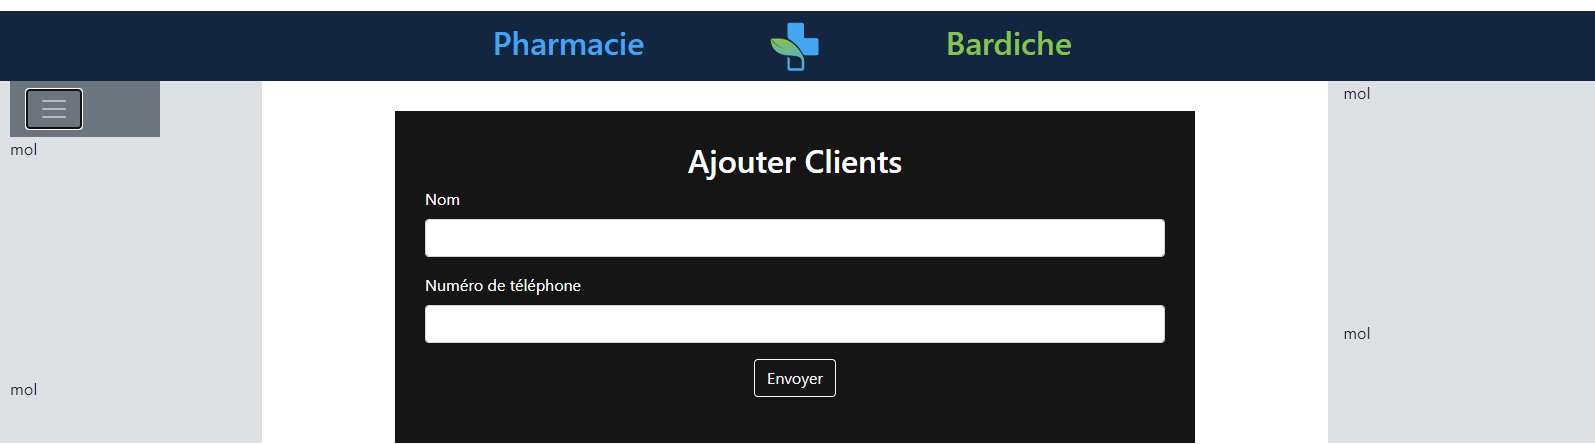 Pharmacie Bardiche
mol
mol
Ajouter Clients
Nom
Numéro de téléphone
Envoyer
mol
mol